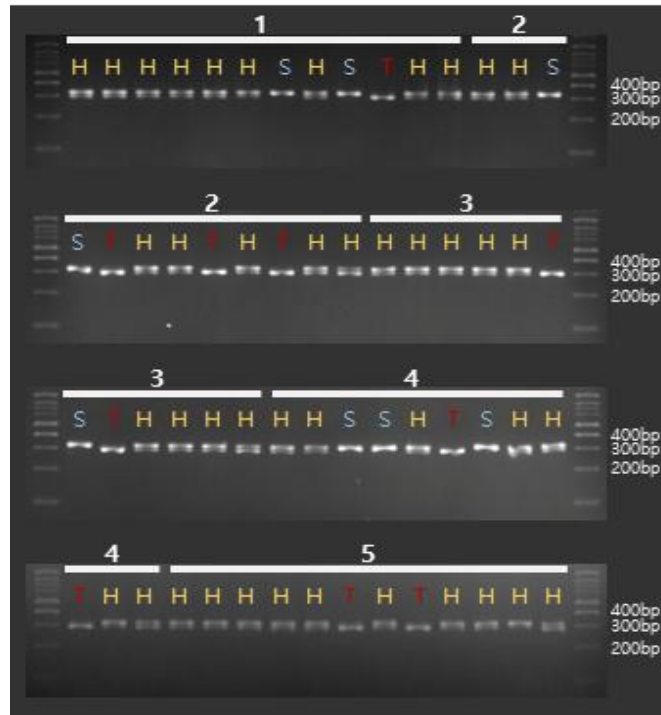 1 2
H H H H H H S H S T H H H H S
400bp
300bp
200bp
2 3
S T H H T H T H H H H H H H T
400bp
300bp
200bp
3 4
S T H H H H H H S S H T S H H
400bp
300bp
200bp
4 5
T H H H H H H H T H T H H H H
400bp
300bp
200bp